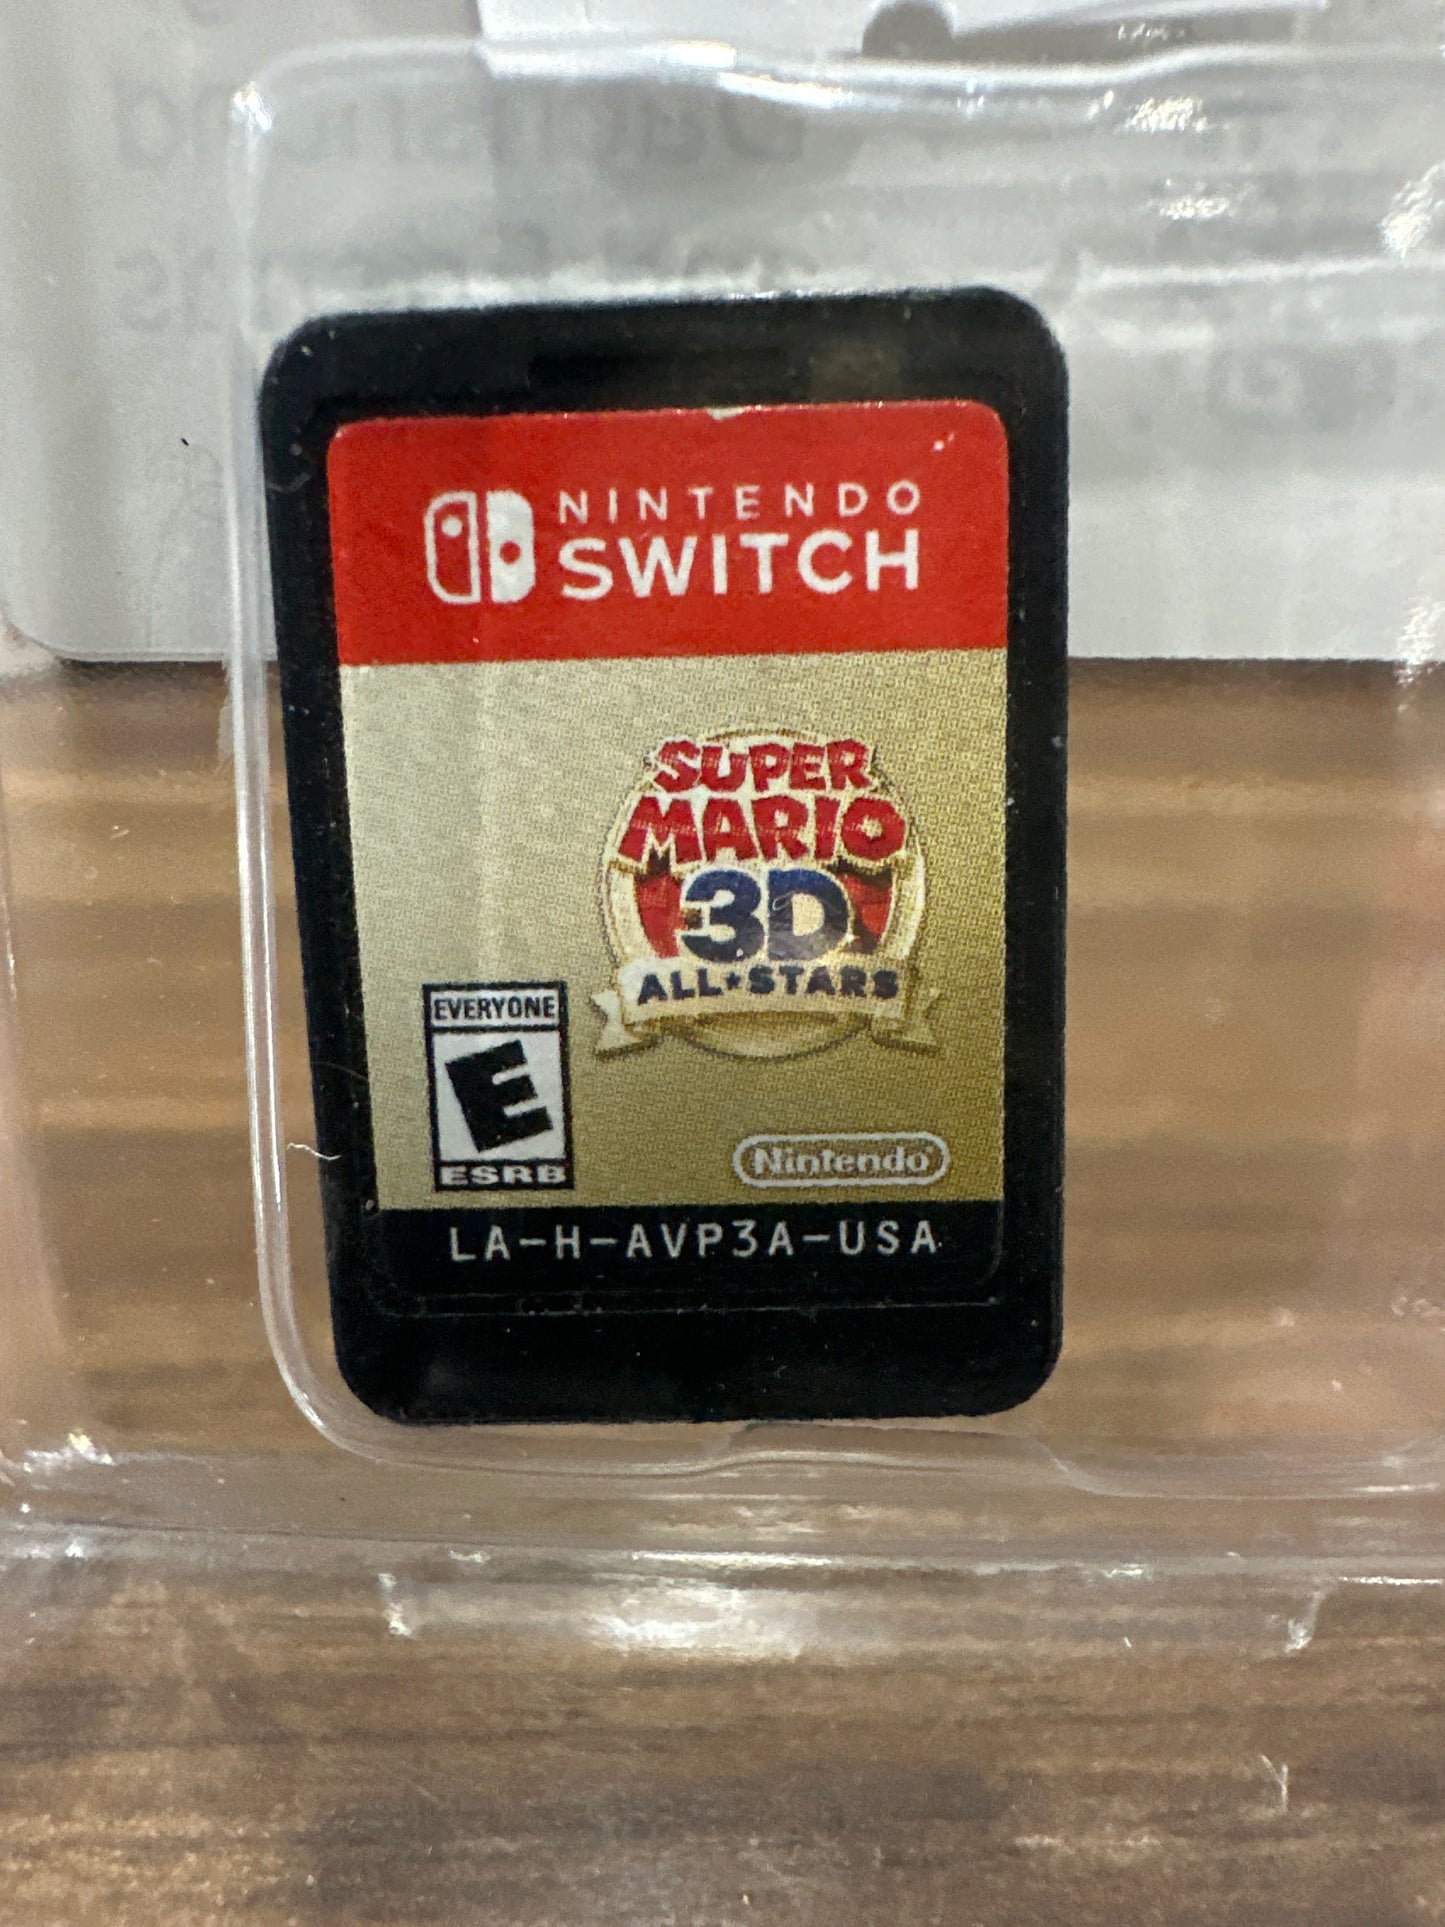 NINTENDO
SWITCH
SUPER
MARIO
3D
ALL★STARS
EVERYONE
E
ESRB
Nintendo
LA-H-AVP3A-USA